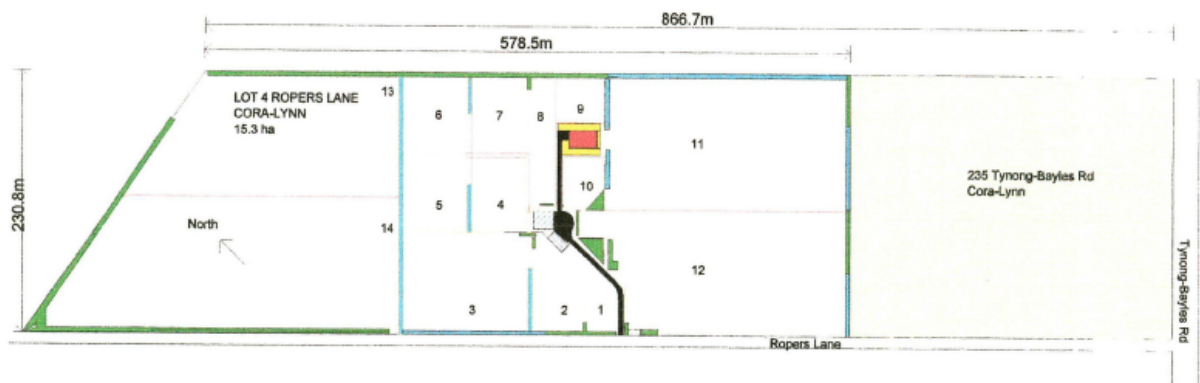 866.7m
578.5m
LOT 4 ROPERS LANE
CORA-LYNN
15.3 ha
13
6
7
8
9
11
230.8m
235 Tynong-Bayles Rd
Cora-Lynn
10
5
4
North
14
12
3
2
1
Ropers Lane
Tynong-Bayles Rd